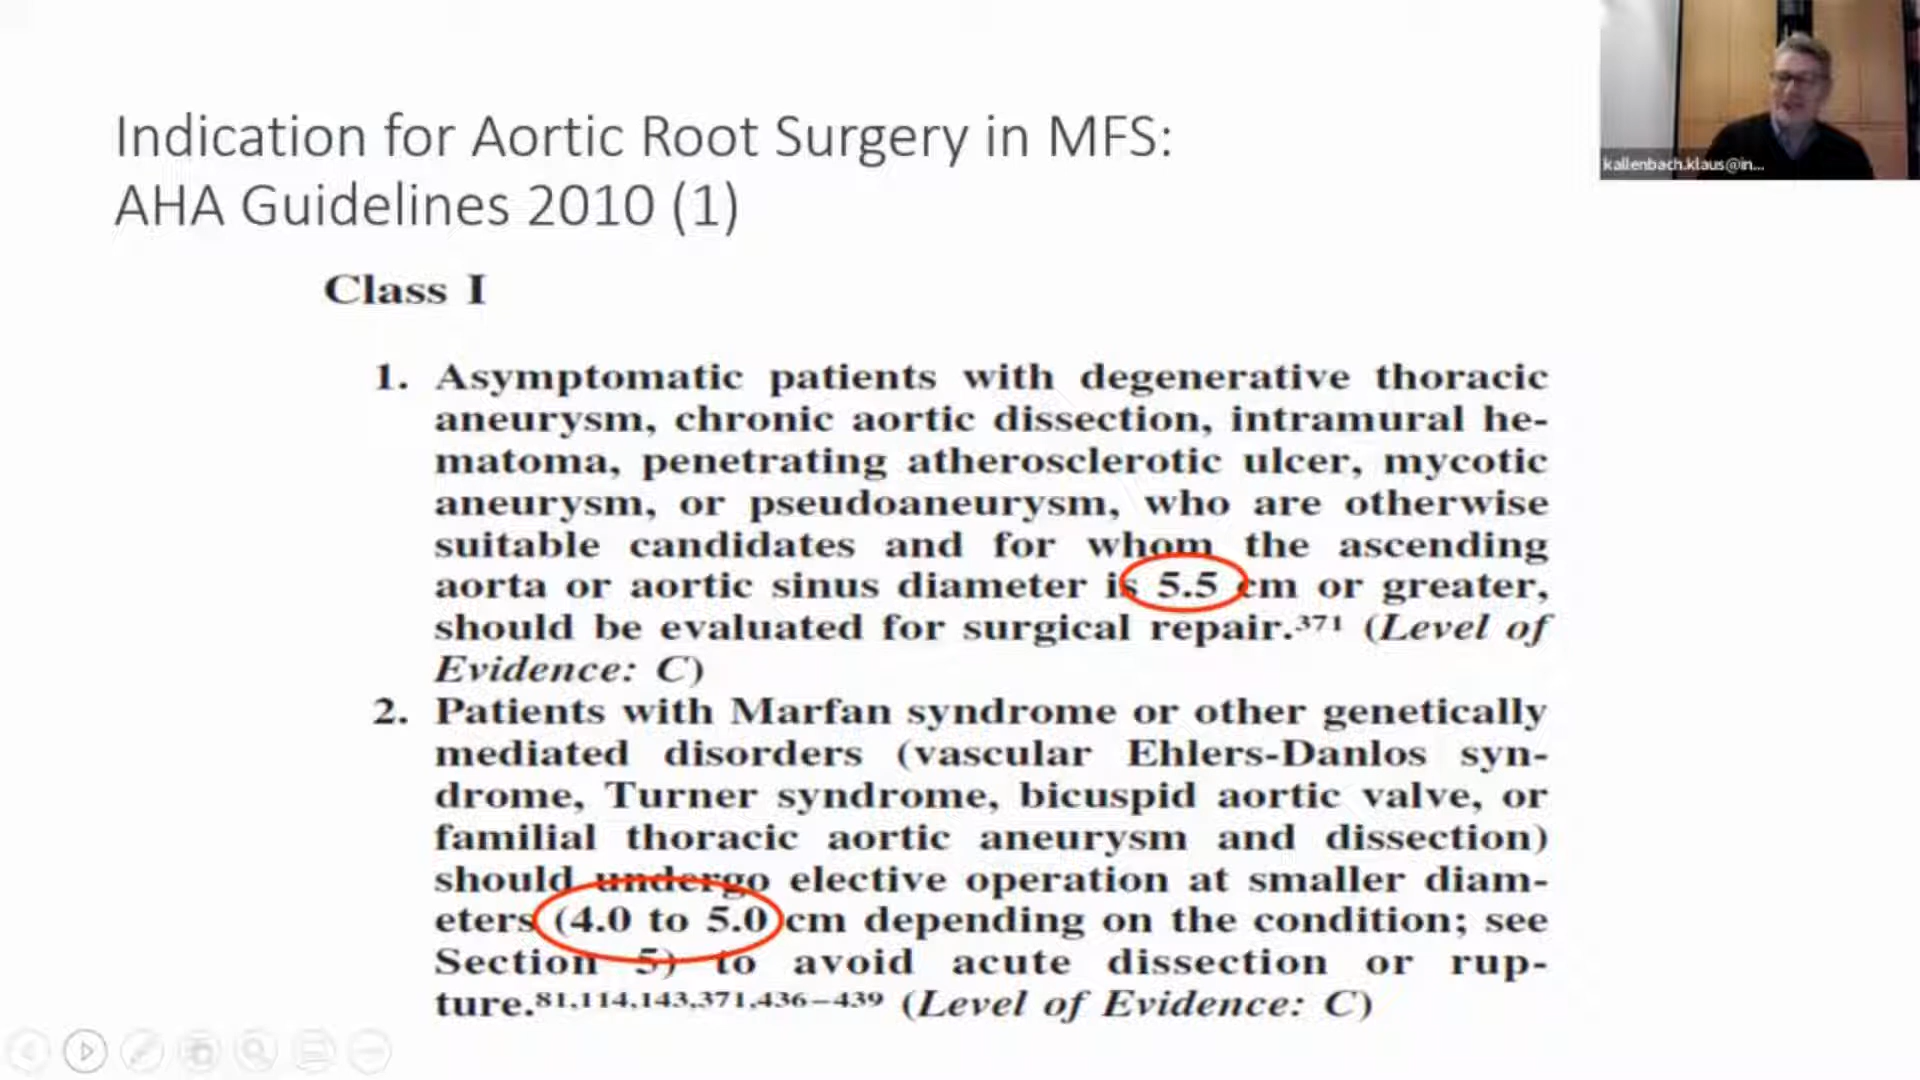 Indication for Aortic Root Surgery in MFS:
AHA Guidelines 2010 (1)
kallenbach.klaus@in...
Class I
1. Asymptomatic patients with degenerative thoracic
aneurysm, chronic aortic dissection, intramural he-
matoma, penetrating atherosclerotic ulcer, mycotic
aneurysm, or pseudoaneurysm, who are otherwise
suitable candidates and for whom the ascending
aorta or aortic sinus diameter is 5.5 cm or greater,
should be evaluated for surgical repair.371 (Level of
Evidence: C)
2. Patients with Marfan syndrome or other genetically
mediated disorders (vascular Ehlers-Danlos syn-
drome, Turner syndrome, bicuspid aortic valve, or
familial thoracic aortic aneurysm and dissection)
should undergo elective operation at smaller diam-
eters (4.0 to 5.0 cm depending on the condition; see
Section 5) to avoid acute dissection or rup-
ture.81,114,143,371,436–439 (Level of Evidence: C)